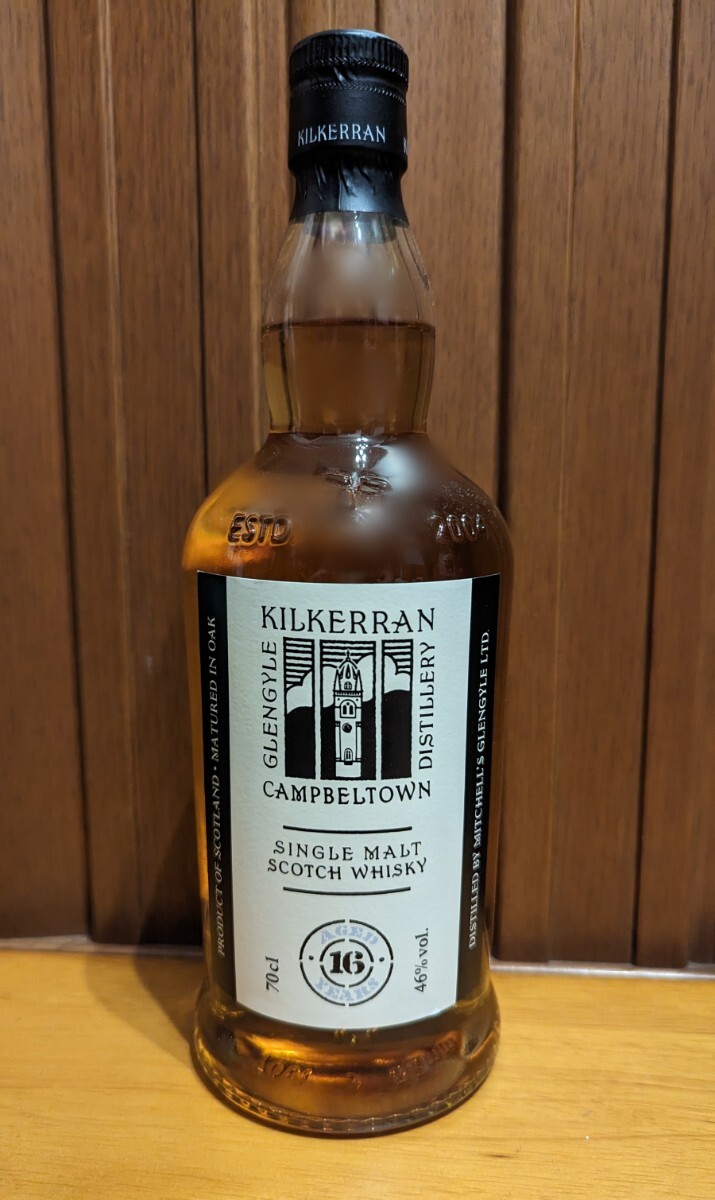 KILKERRAN
ESTD 2004
KILKERRAN
GLENGYLE
DISTILLERY
CAMPBELTOWN
SINGLE MALT
SCOTCH WHISKY
AGED
16
YEARS
70cl
46% vol.
PRODUCT OF SCOTLAND · MATURED IN OAK
DISTILLED BY MITCHELL'S GLENGYLE LTD.